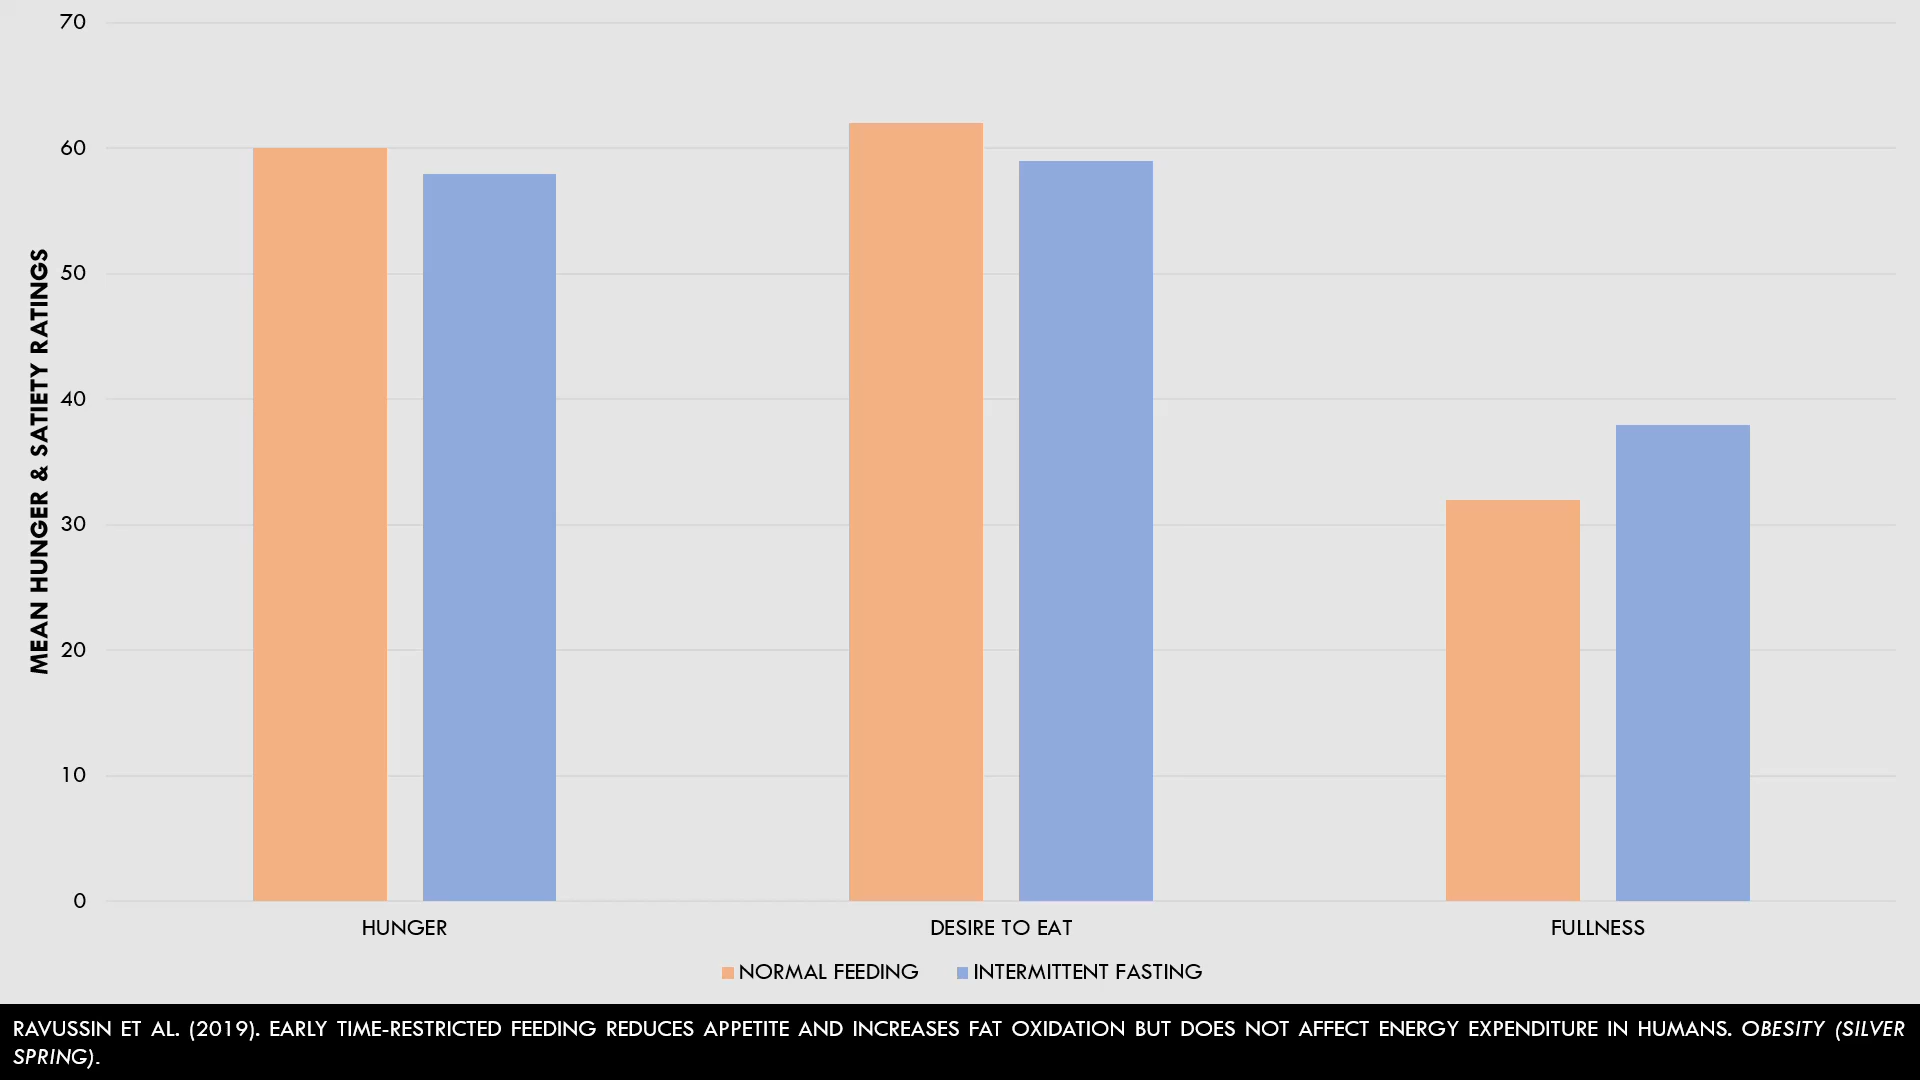 70
60
50
40
30
20
10
0
MEAN HUNGER & SATIETY RATINGS
HUNGER
DESIRE TO EAT
FULLNESS
NORMAL FEEDING
INTERMITTENT FASTING
RAVUSSIN ET AL. (2019). EARLY TIME-RESTRICTED FEEDING REDUCES APPETITE AND INCREASES FAT OXIDATION BUT DOES NOT AFFECT ENERGY EXPENDITURE IN HUMANS. OBESITY (SILVER
SPRING).